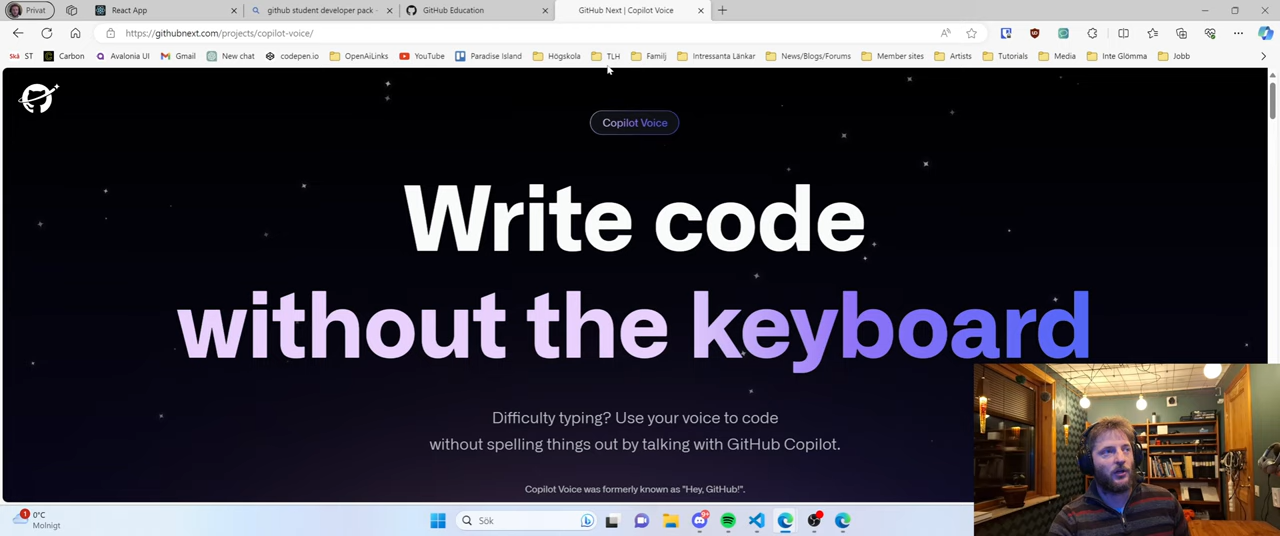 Privat
React App
github student developer pack -
GitHub Education
GitHub Next | Copilot Voice
https://githubnext.com/projects/copilot-voice/
ST
Carbon
Avalonia UI
Gmail
New chat
codepen.io
OpenAiLinks
YouTube
Paradise Island
Högskola
TLH
Familj
Intressanta Länkar
News/Blogs/Forums
Member sites
Artists
Tutorials
Media
Inte Glömma
Jobb
Copilot Voice
Write code
without the keyboard
Difficulty typing? Use your voice to code
without spelling things out by talking with GitHub Copilot.
Copilot Voice was formerly known as "Hey, GitHub!".
1
0°C
Molnigt
Sök